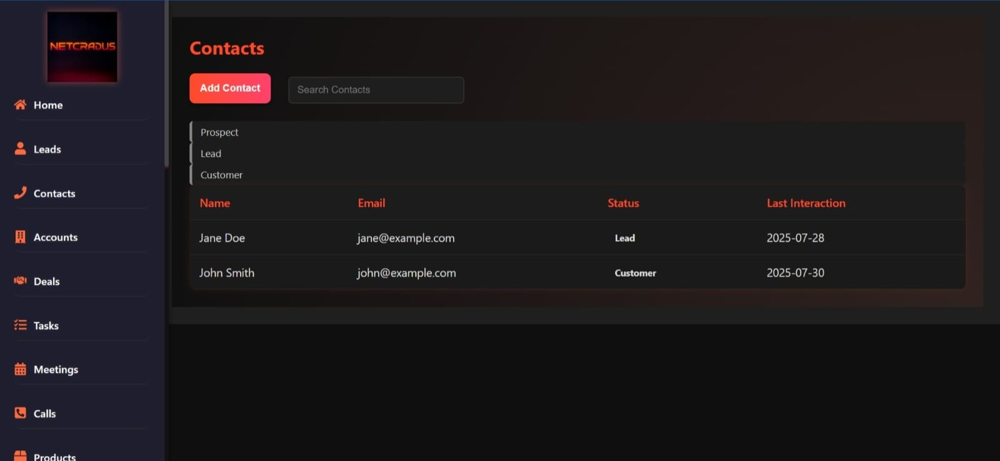 NETCRADUS
Home
Leads
Contacts
Accounts
Deals
Tasks
Meetings
Calls
Products
Contacts
Add Contact
Search Contacts
Prospect
Lead
Customer
Name Email Status Last Interaction
Jane Doe jane@example.com Lead 2025-07-28
John Smith john@example.com Customer 2025-07-30